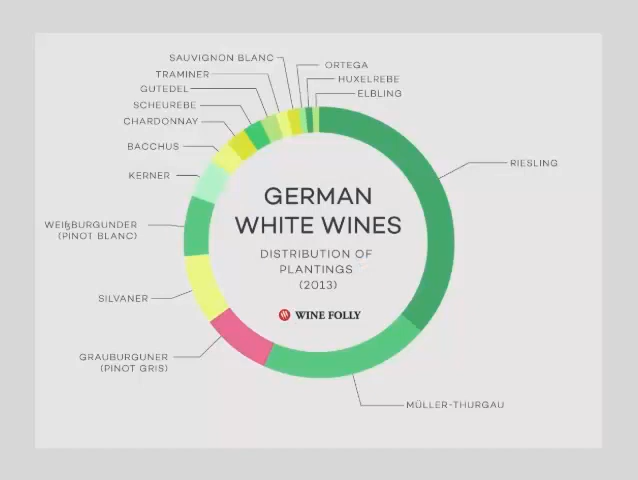 SAUVIGNON BLANC
TRAMINER
GUTEDEL
SCHEUREBE
CHARDONNAY
BACCHUS
KERNER
WEIßBURGUNDER
(PINOT BLANC)
SILVANER
GRAUBURGUNER
(PINOT GRIS)
ORTEGA
HUXELREBE
ELBLING
RIESLING
MÜLLER-THURGAU
GERMAN
WHITE WINES
DISTRIBUTION OF
PLANTINGS
(2013)
WINE FOLLY